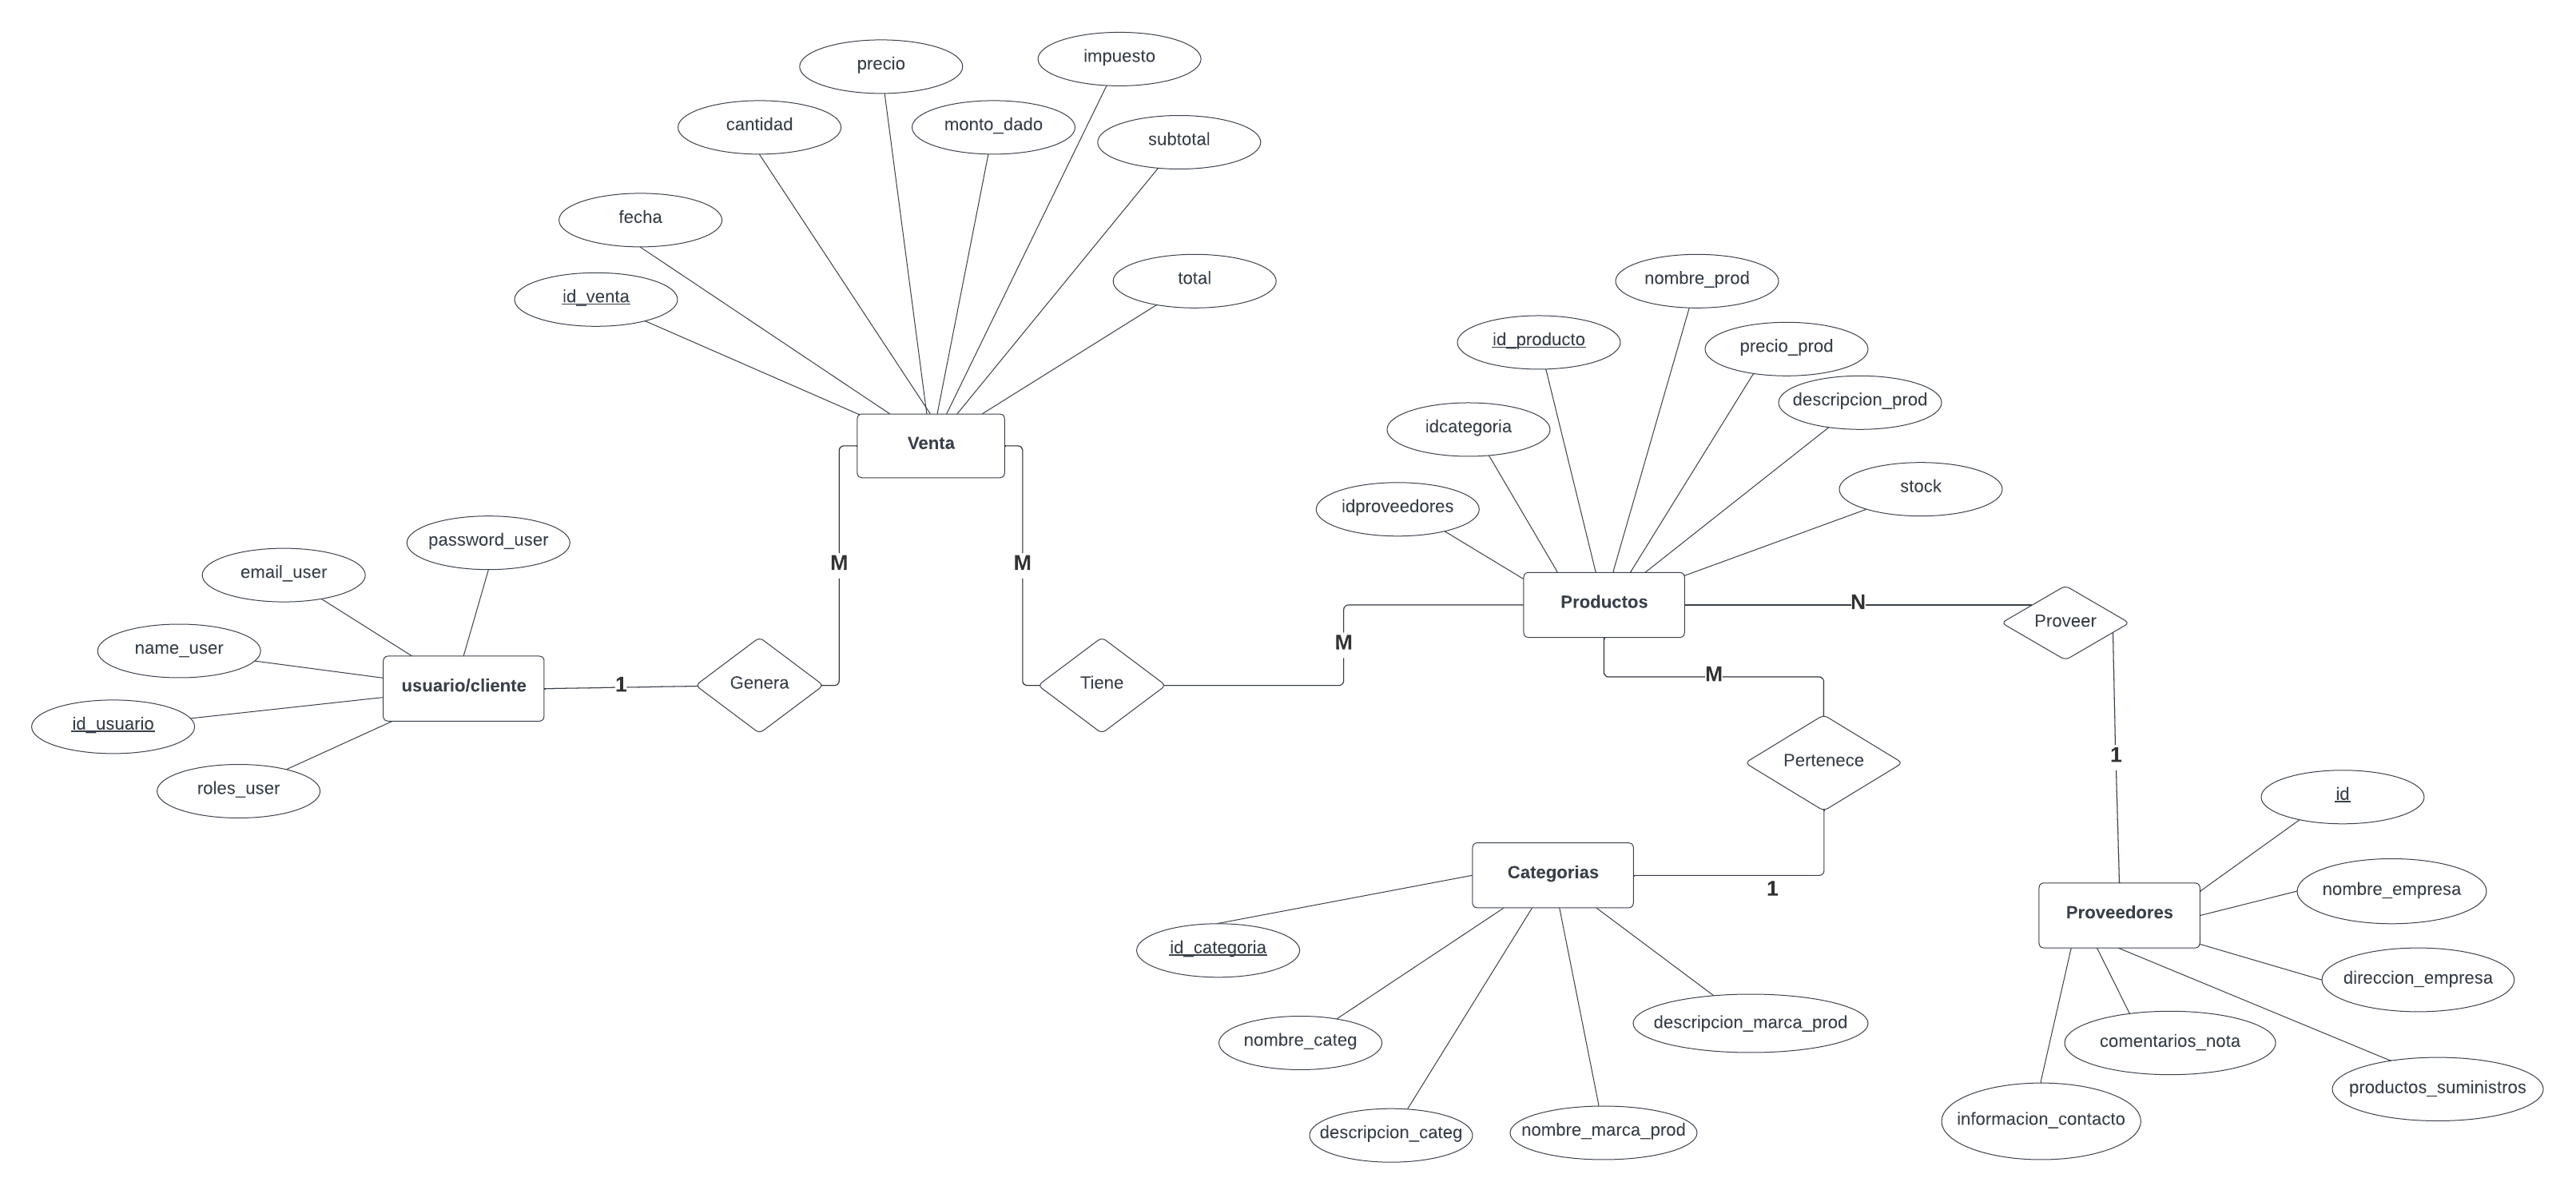 impuesto
precio
cantidad
monto_dado
subtotal
fecha
id_venta
total
nombre_prod
id_producto
precio_prod
descripcion_prod
idcategoria
Venta
stock
idproveedores
password_user
email_user
M
M
Productos
N
Proveer
name_user
M
usuario/cliente
1
Genera
Tiene
M
id_usuario
1
Pertenece
roles_user
id
Categorias
1
nombre_empresa
Proveedores
id_categoria
direccion_empresa
descripcion_marca_prod
nombre_categ
comentarios_nota
productos_suministros
informacion_contacto
descripcion_categ
nombre_marca_prod